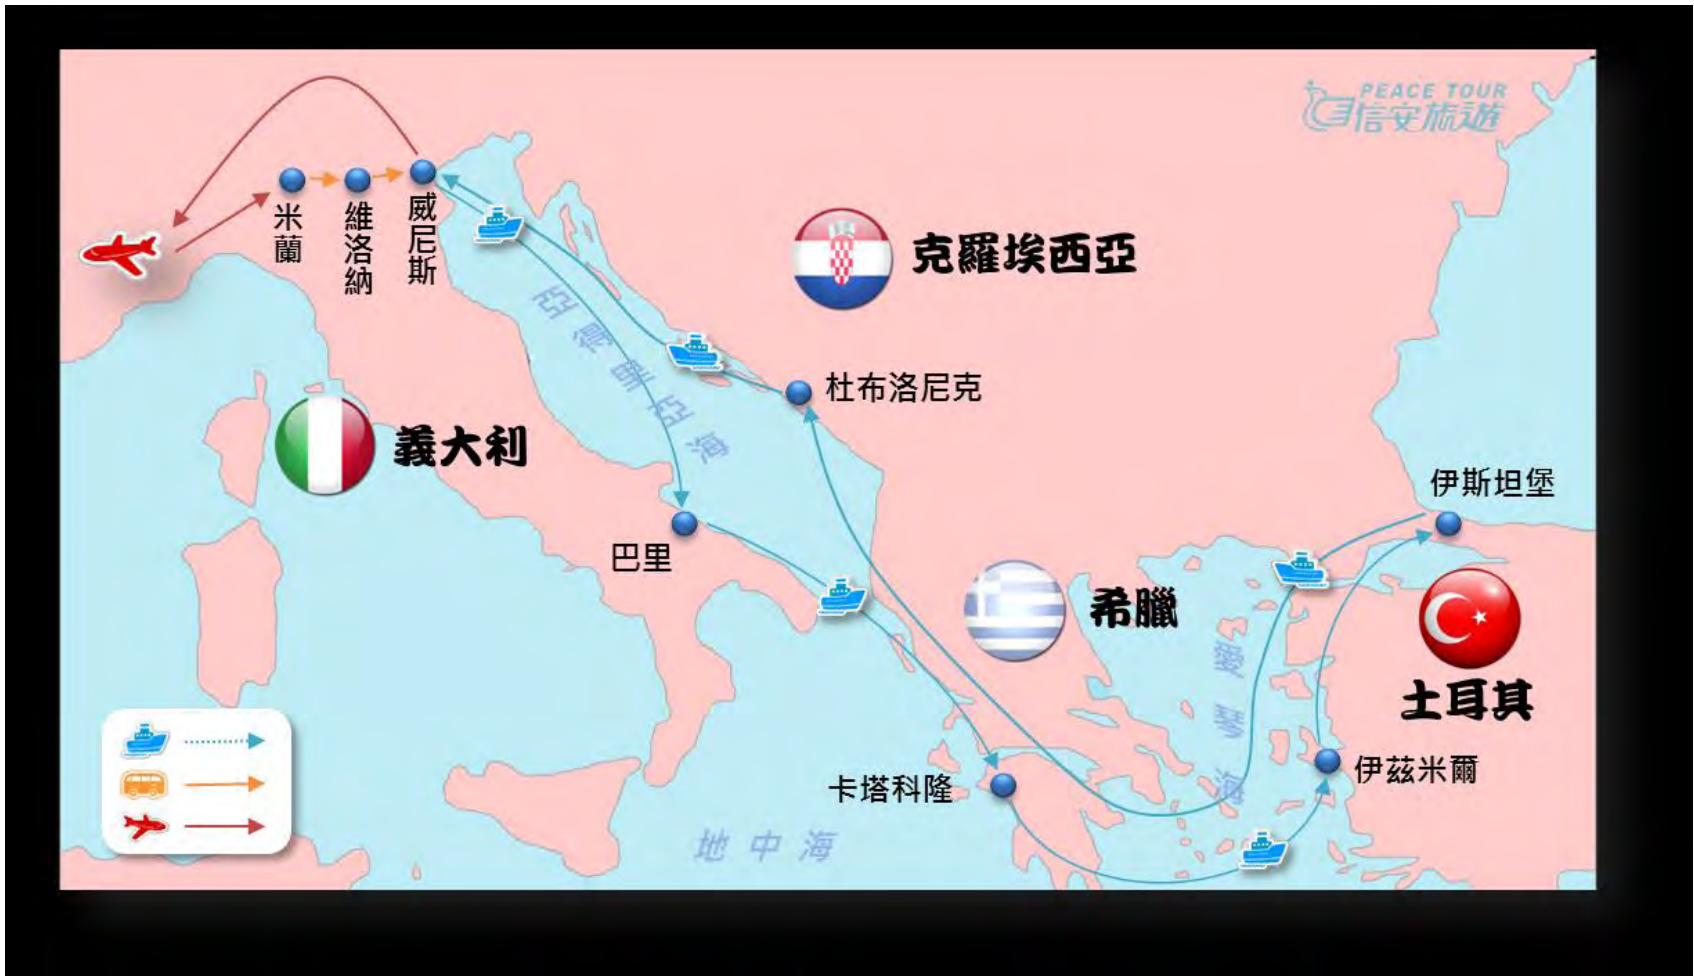 PEACE TOUR
信安旅遊
米蘭
維洛納
威尼斯
克羅埃西亞
亞得里亞海
杜布洛尼克
義大利
伊斯坦堡
巴里
希臘
愛琴海
土耳其
伊茲米爾
卡塔科隆
地中海